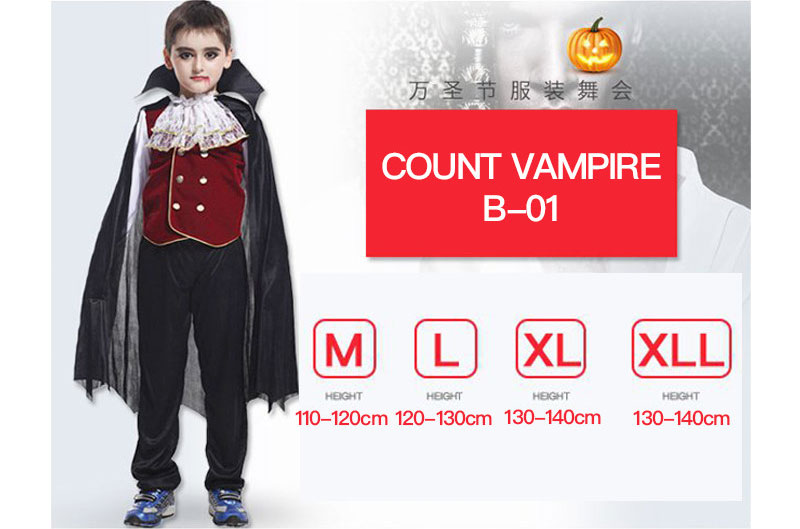 万圣节服装舞会
COUNT VAMPIRE
B-01
M L XL XLL
HEIGHT HEIGHT HEIGHT HEIGHT
110-120cm 120-130cm 130-140cm 130-140cm